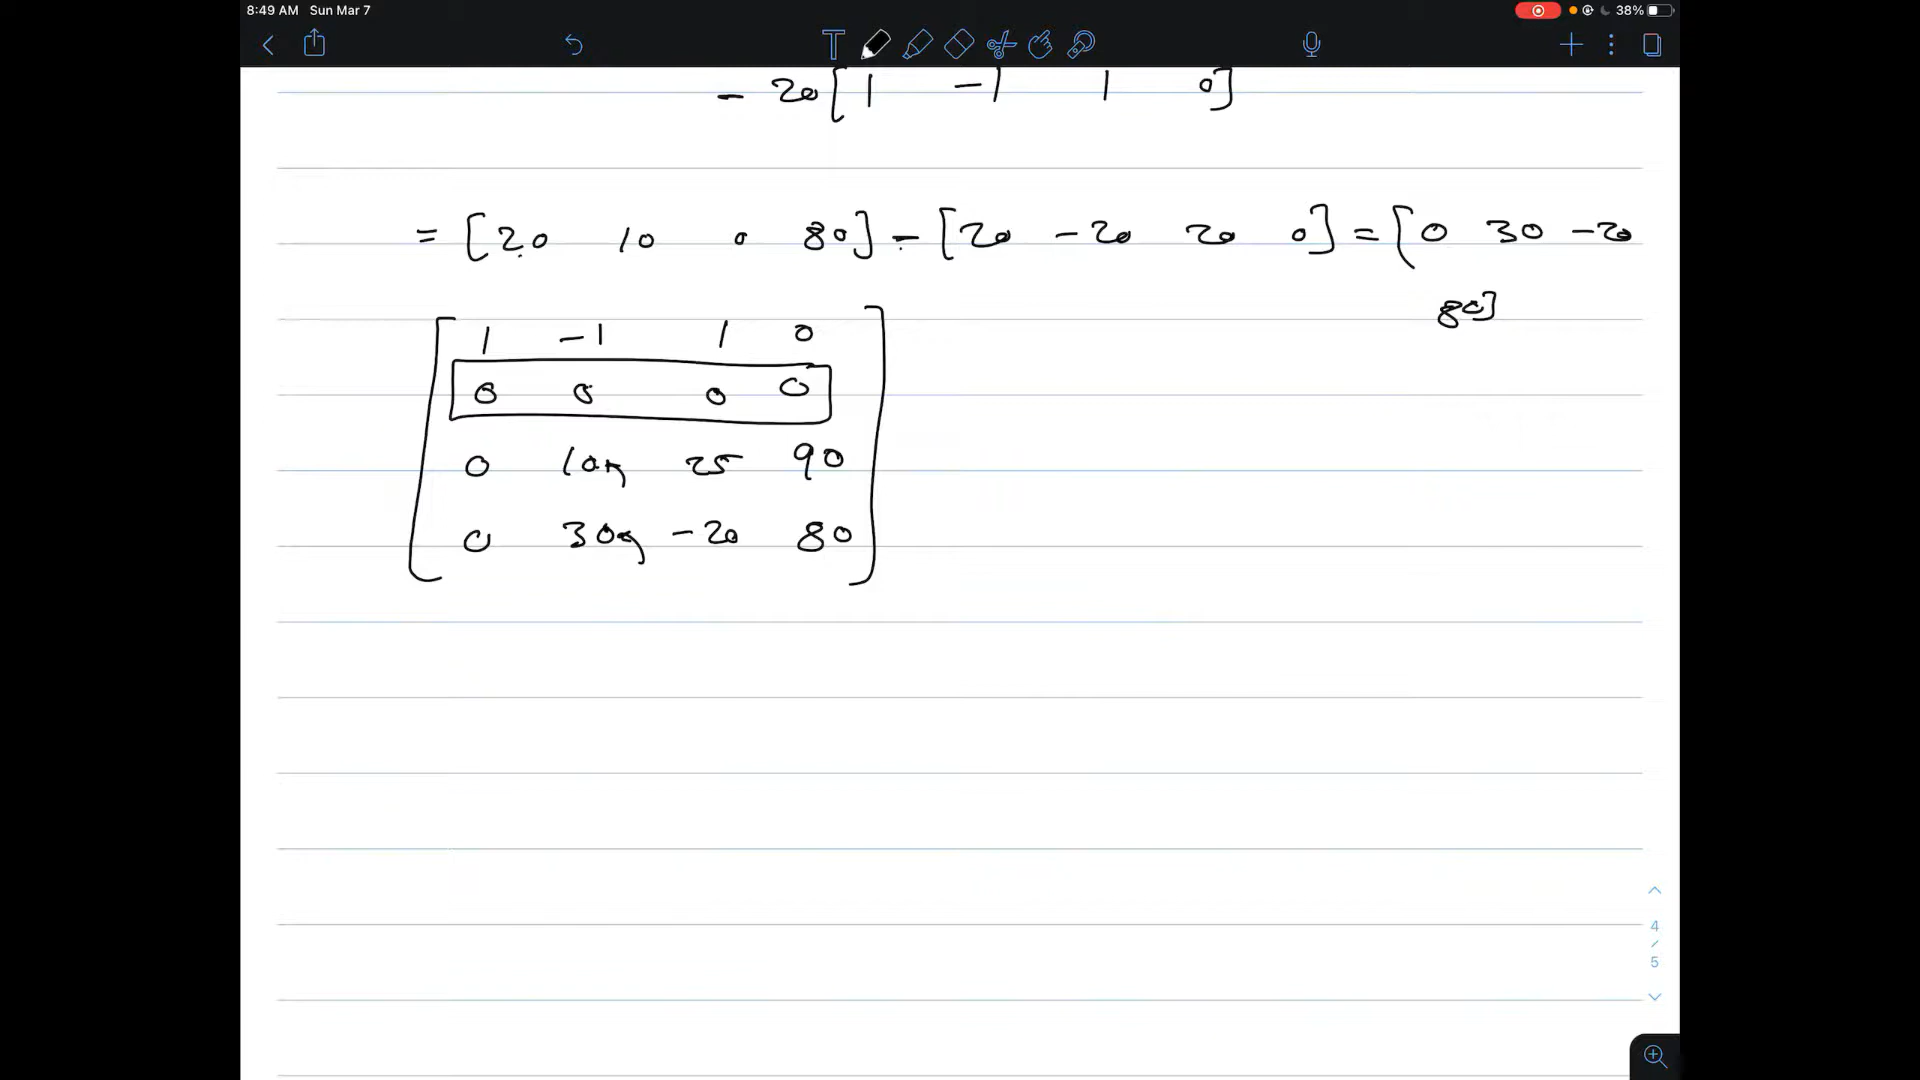 8:49 AM Sun Mar 7 38%
T
- 20[1 -1 1 0]
= [20 10 0 80] - [20 -20 20 0] = [0 30 -20
80]
1 -1 1 0
0 0 0 0
0 10 25 90
0 30 -20 80
4
/
5